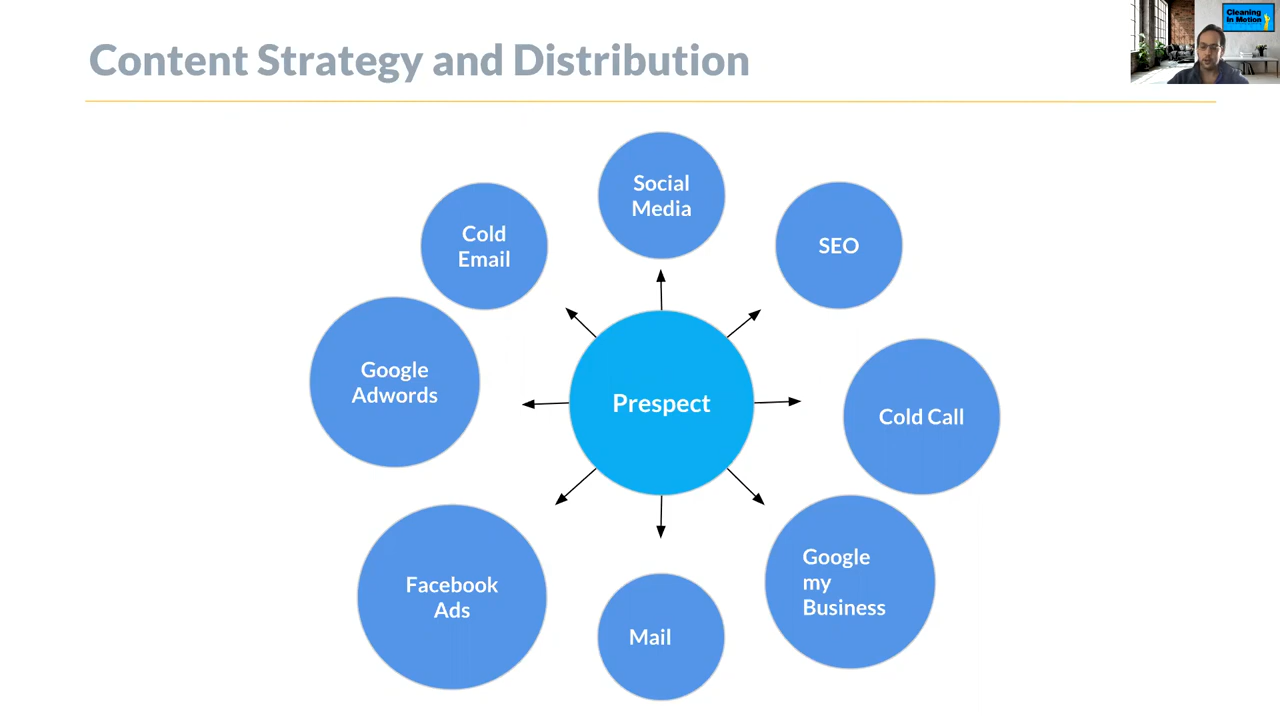 Content Strategy and Distribution
Cleaning
In Motion
Social
Media
Cold
Email
SEO
Google
Adwords
Prespect
Cold Call
Facebook
Ads
Google
my
Business
Mail